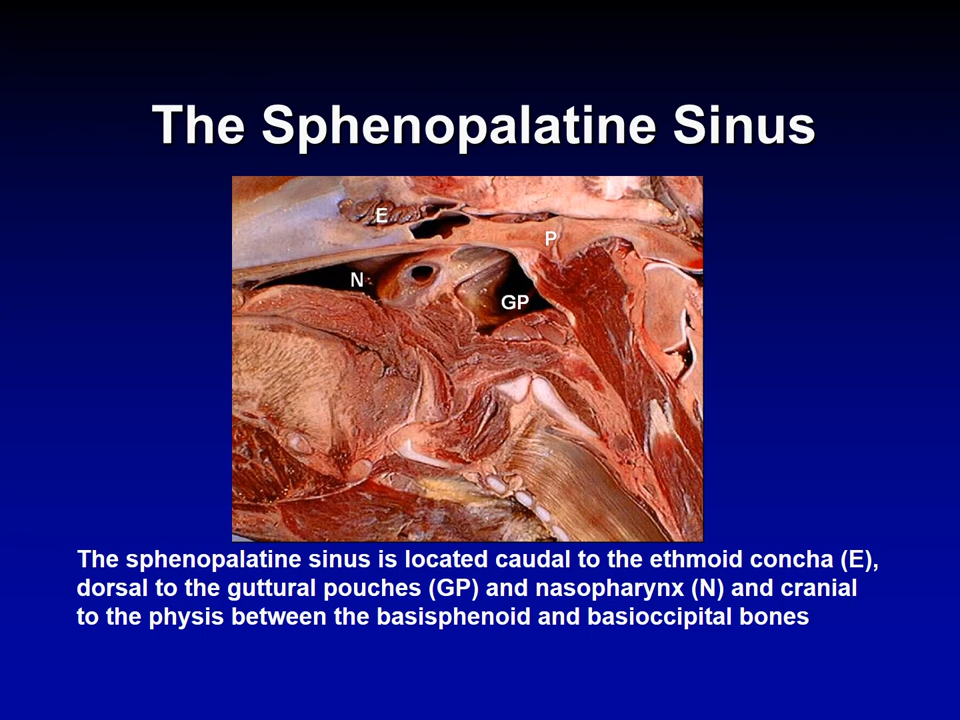 The Sphenopalatine Sinus
E
P
N
GP
The sphenopalatine sinus is located caudal to the ethmoid concha (E),
dorsal to the guttural pouches (GP) and nasopharynx (N) and cranial
to the physis between the basisphenoid and basioccipital bones